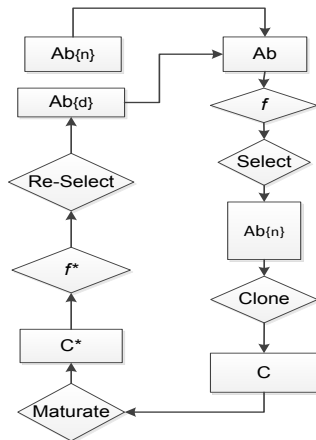 Ab{n}
Ab
Ab{d}
f
Re-Select
Select
Ab{n}
f*
Clone
C*
C
Maturate